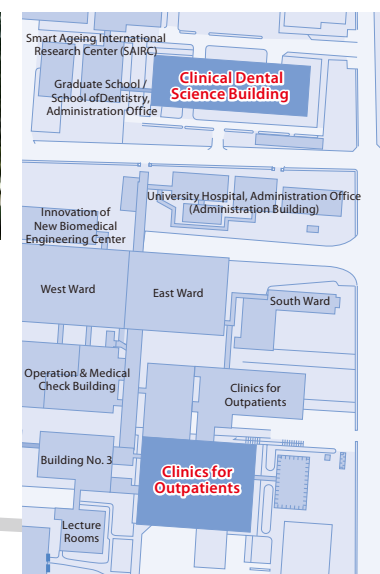 Smart Ageing International
Research Center (SAIRC)
Clinical Dental
Science Building
Graduate School /
School ofDentistry,
Administration Office
University Hospital, Administration Office
(Administration Building)
Innovation of
New Biomedical
Engineering Center
West Ward
East Ward
South Ward
Operation & Medical
Check Building
Clinics for
Outpatients
Building No. 3
Clinics for
Outpatients
Lecture
Rooms